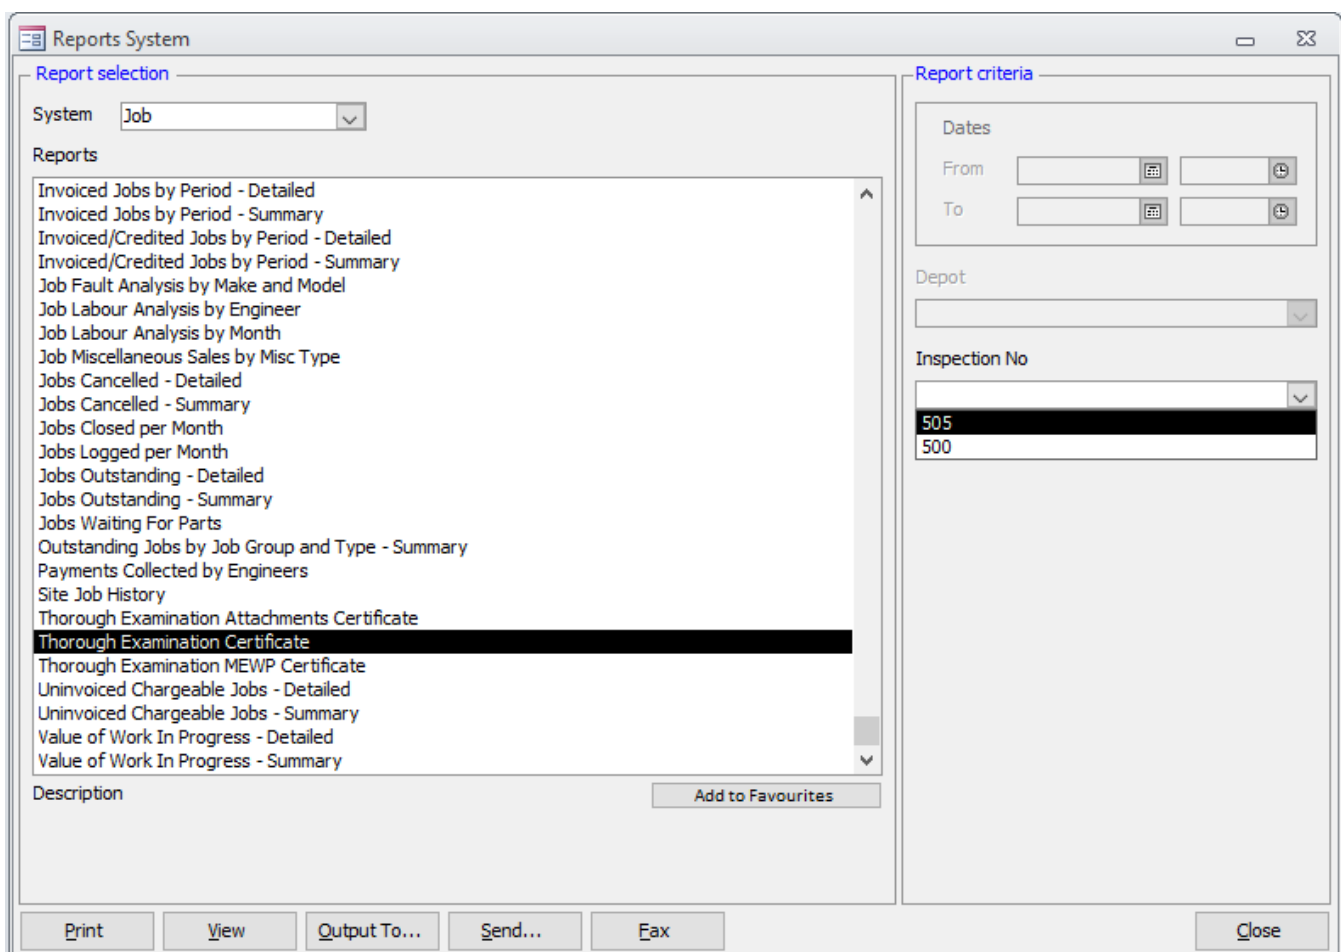 Reports System
Report selection
System Job
Reports
Invoiced Jobs by Period - Detailed
Invoiced Jobs by Period - Summary
Invoiced/Credited Jobs by Period - Detailed
Invoiced/Credited Jobs by Period - Summary
Job Fault Analysis by Make and Model
Job Labour Analysis by Engineer
Job Labour Analysis by Month
Job Miscellaneous Sales by Misc Type
Jobs Cancelled - Detailed
Jobs Cancelled - Summary
Jobs Closed per Month
Jobs Logged per Month
Jobs Outstanding - Detailed
Jobs Outstanding - Summary
Jobs Waiting For Parts
Outstanding Jobs by Job Group and Type - Summary
Payments Collected by Engineers
Site Job History
Thorough Examination Attachments Certificate
Thorough Examination Certificate
Thorough Examination MEWP Certificate
Uninvoiced Chargeable Jobs - Detailed
Uninvoiced Chargeable Jobs - Summary
Value of Work In Progress - Detailed
Value of Work In Progress - Summary
Description
Add to Favourites
Report criteria
Dates
From
To
Depot
Inspection No
505
500
Print View Output To... Send... Fax Close